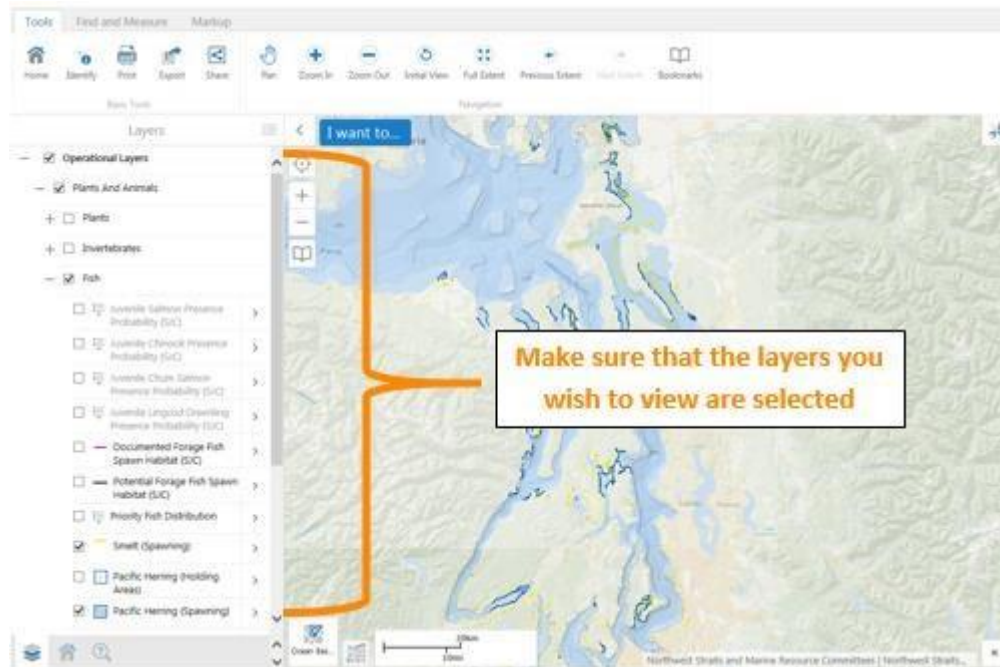 Tools Find and Measure Markup
Home Identify Print Export Share Pan Zoom In Zoom Out Initial View Full Extent Previous Extent Next Extent Bookmarks
Basic Tools Navigation
Layers
I want to...
Operational Layers
Plants And Animals
Plants
Invertebrates
Fish
Juvenile Salmon Presence
Probability (SJC)
Juvenile Chinook Presence
Probability (SJC)
Juvenile Chum Salmon
Presence Probability (SJC)
Juvenile Lingcod Greenling
Presence Probability (SJC)
Documented Forage Fish
Spawn Habitat (SJC)
Potential Forage Fish Spawn
Habitat (SJC)
Priority Fish Distribution
Smelt (Spawning)
Pacific Herring (Holding
Areas)
Pacific Herring (Spawning)
Make sure that the layers you
wish to view are selected
Ocean Bas...
10km
10mi
Northwest Straits and Marine Resource Committees | Northwest Straits...